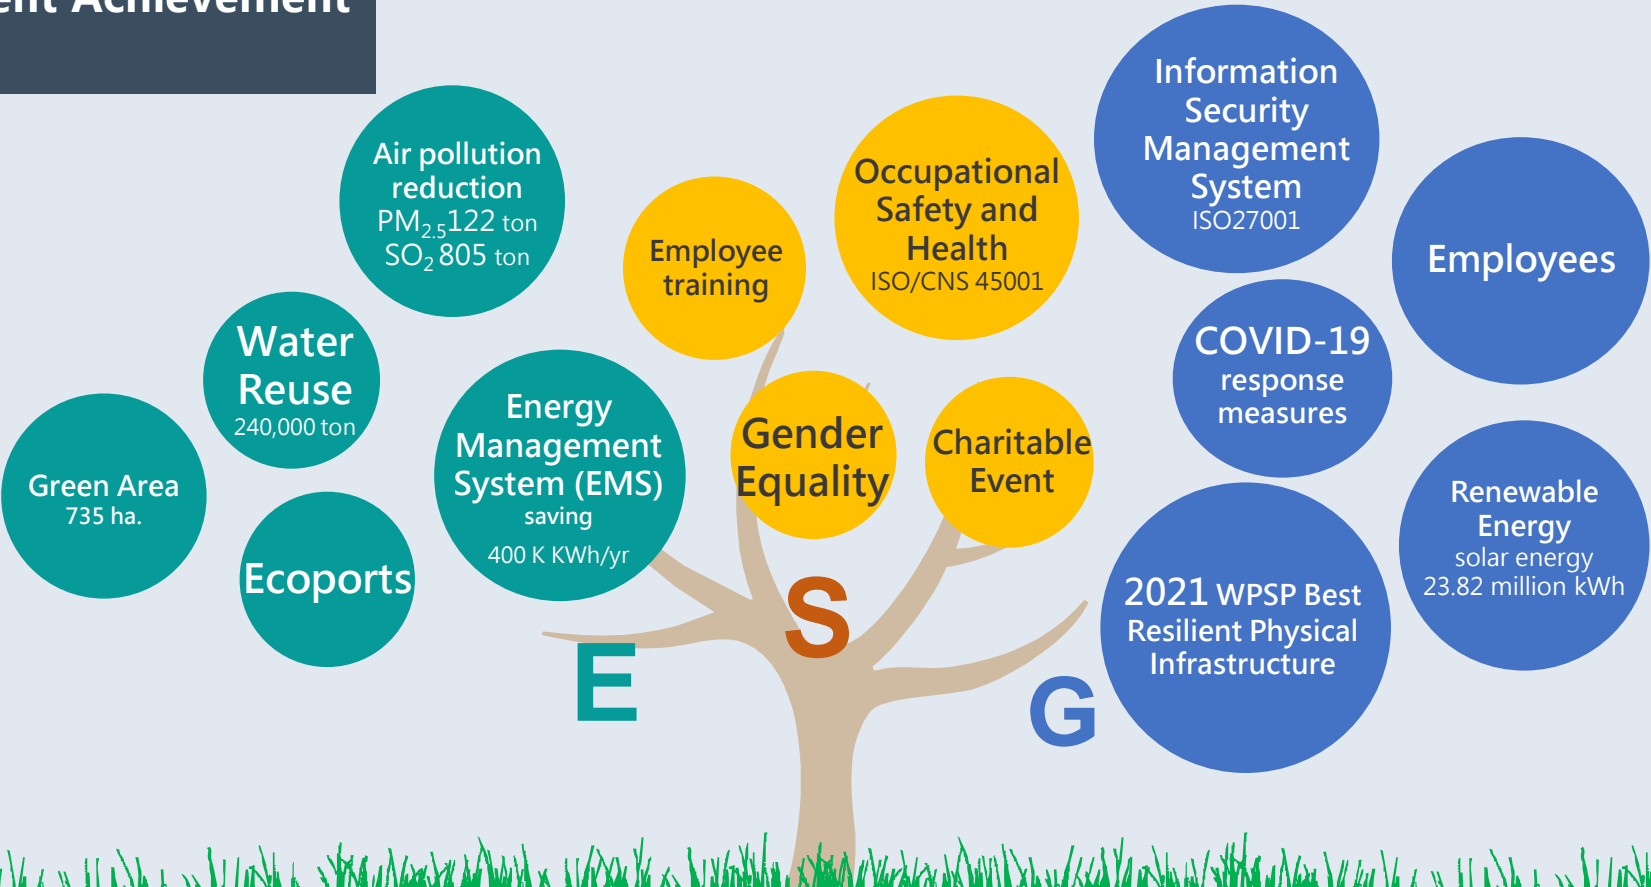 Achievement
Air pollution
reduction
PM2.5122 ton
SO2 805 ton
Water
Reuse
240,000 ton
Green Area
735 ha.
Ecoports
Energy
Management
System (EMS)
saving
400 K KWh/yr
E
Employee
training
Occupational
Safety and
Health
ISO/CNS 45001
Gender
Equality
Charitable
Event
S
Information
Security
Management
System
ISO27001
Employees
COVID-19
response
measures
Renewable
Energy
solar energy
23.82 million kWh
2021 WPSP Best
Resilient Physical
Infrastructure
G